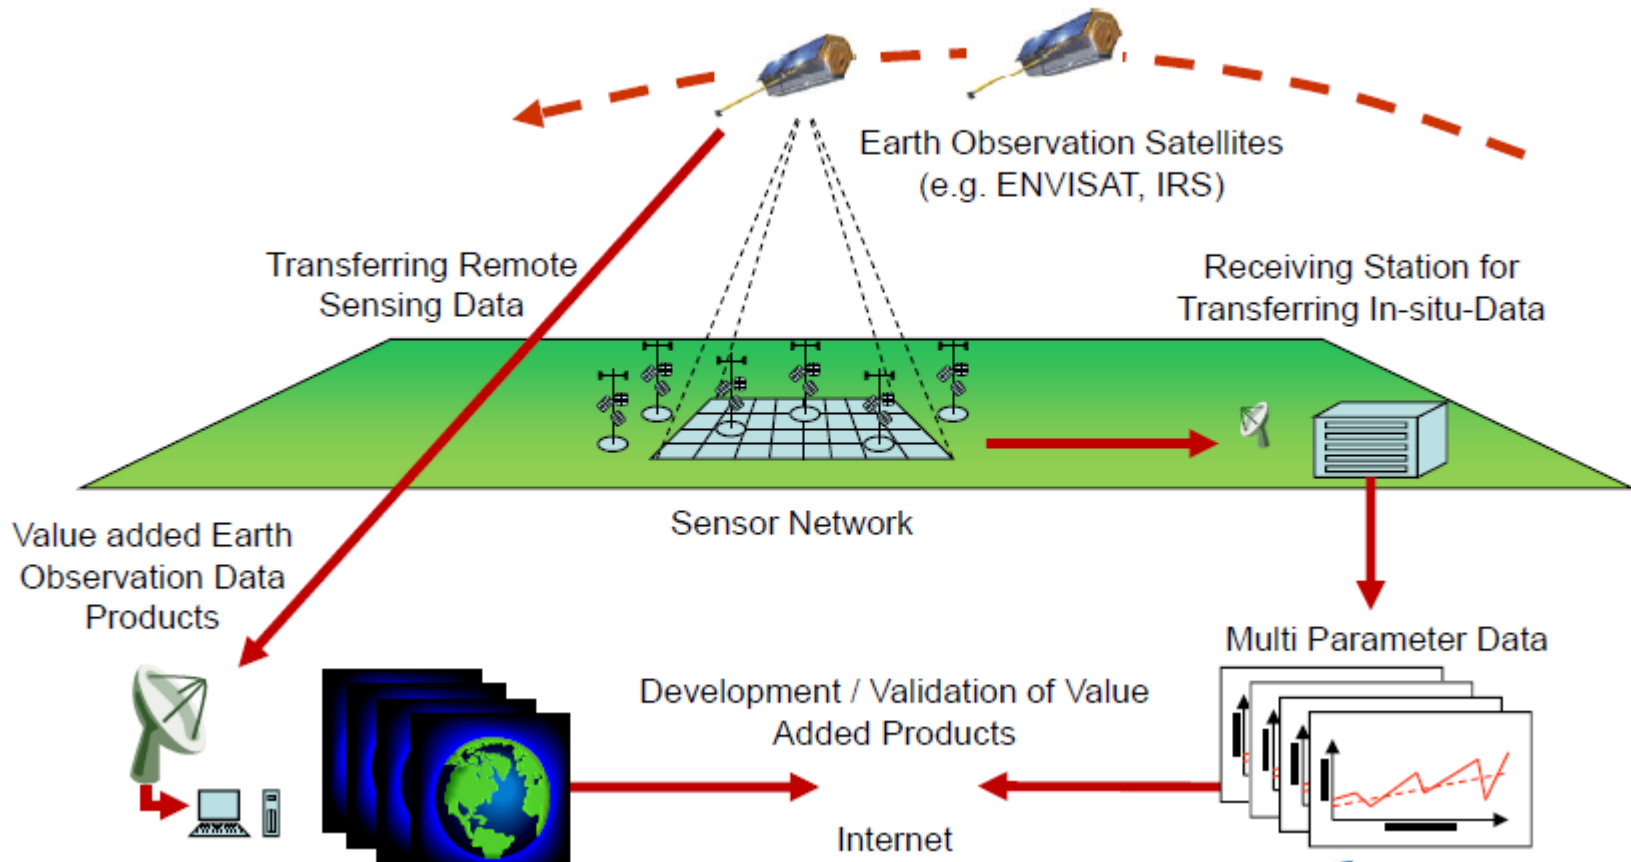 Earth Observation Satellites
(e.g. ENVISAT, IRS)
Transferring Remote
Sensing Data
Receiving Station for
Transferring In-situ-Data
Sensor Network
Value added Earth
Observation Data
Products
Multi Parameter Data
Development / Validation of Value
Added Products
Internet